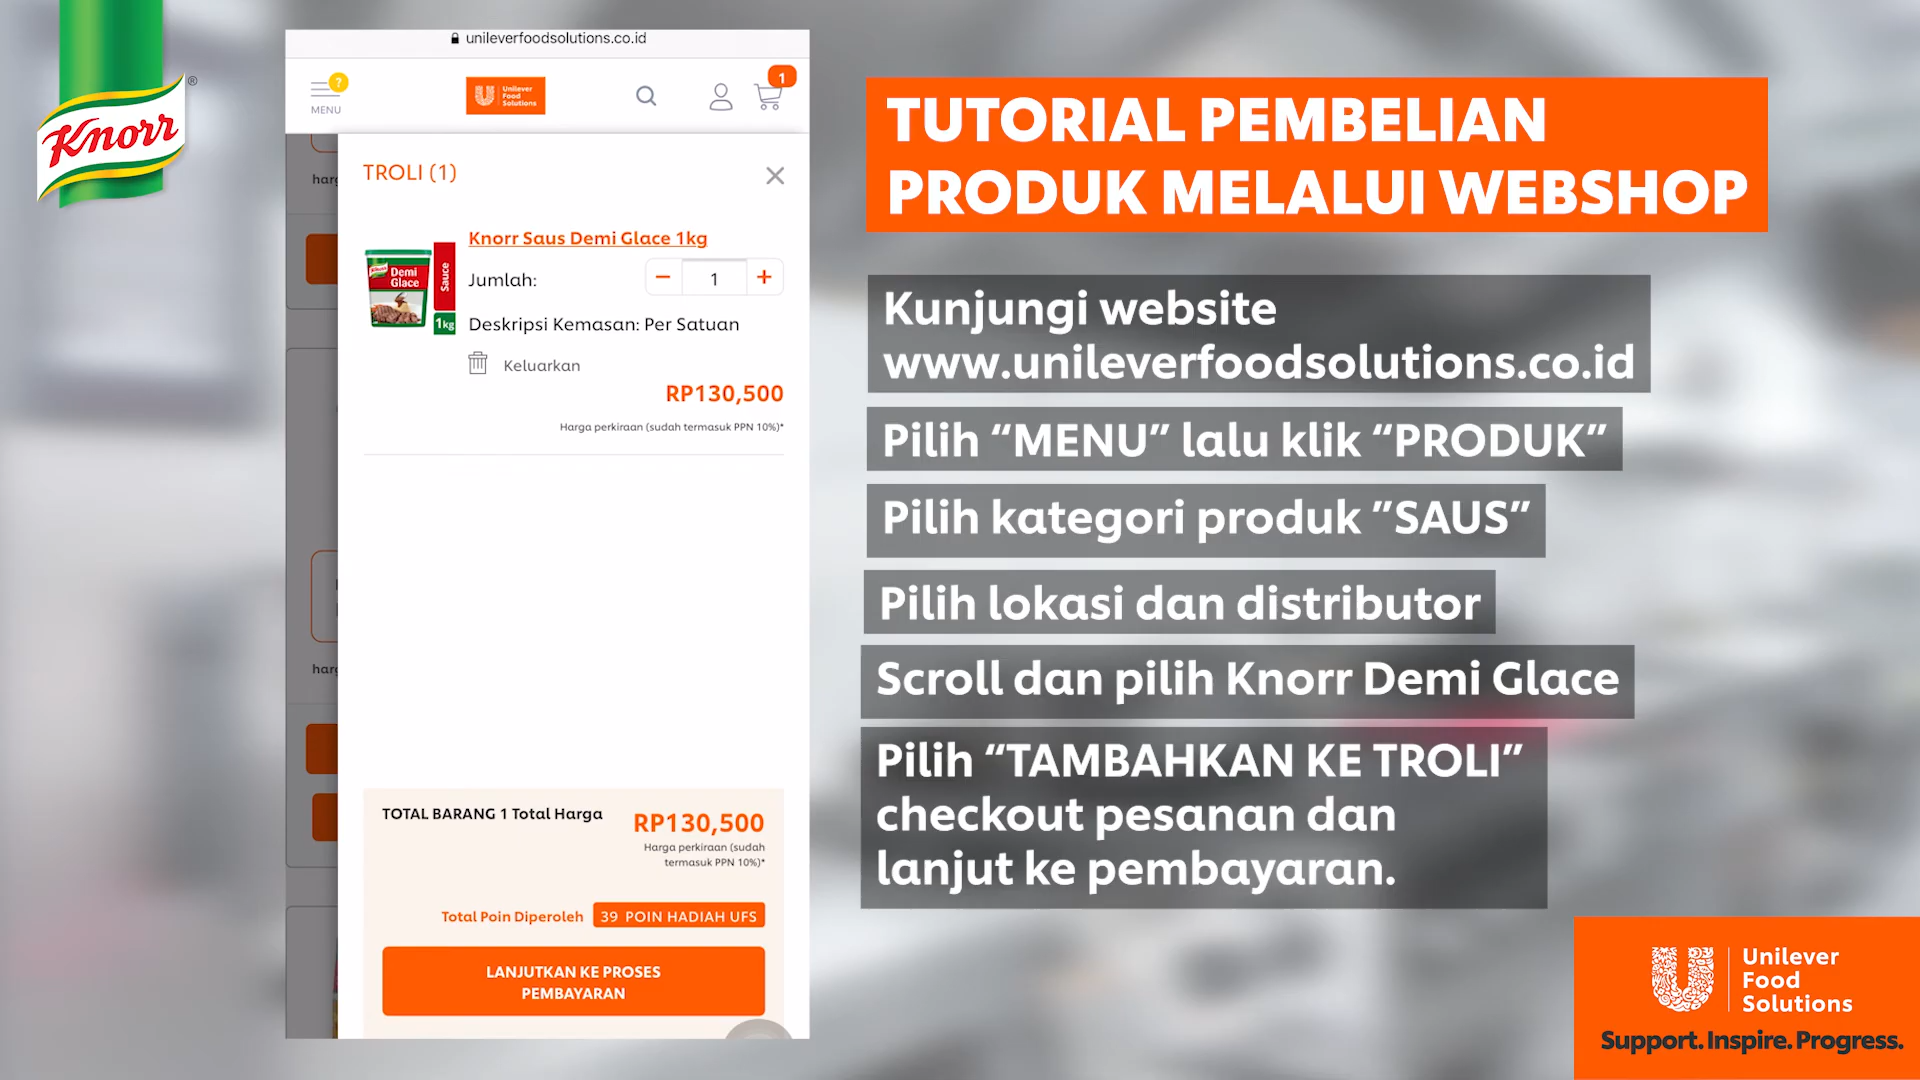 Knorr
®
unileverfoodsolutions.co.id
?
MENU
Unilever
Food
Solutions
1
TROLI (1)
Knorr Saus Demi Glace 1kg
Knorr
Demi
Glace
Sauce
1kg
Jumlah:
1
Deskripsi Kemasan: Per Satuan
Keluarkan
RP130,500
Harga perkiraan (sudah termasuk PPN 10%)*
harg
harg
TOTAL BARANG 1 Total Harga
RP130,500
Harga perkiraan (sudah
termasuk PPN 10%)*
Total Poin Diperoleh
39 POIN HADIAH UFS
LANJUTKAN KE PROSES
PEMBAYARAN
TUTORIAL PEMBELIAN
PRODUK MELALUI WEBSHOP
Kunjungi website
www.unileverfoodsolutions.co.id
Pilih “MENU” lalu klik “PRODUK”
Pilih kategori produk ”SAUS”
Pilih lokasi dan distributor
Scroll dan pilih Knorr Demi Glace
Pilih “TAMBAHKAN KE TROLI”
checkout pesanan dan
lanjut ke pembayaran.
Unilever
Food
Solutions
Support. Inspire. Progress.